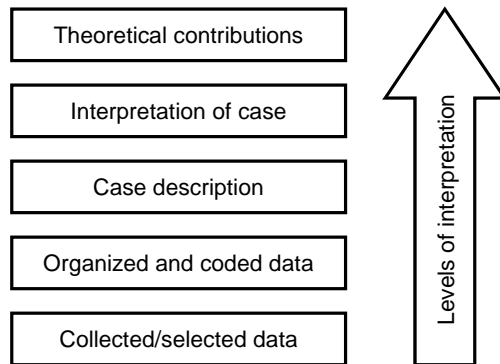 Theoretical contributions
Interpretation of case
Case description
Organized and coded data
Collected/selected data
Levels of interpretation